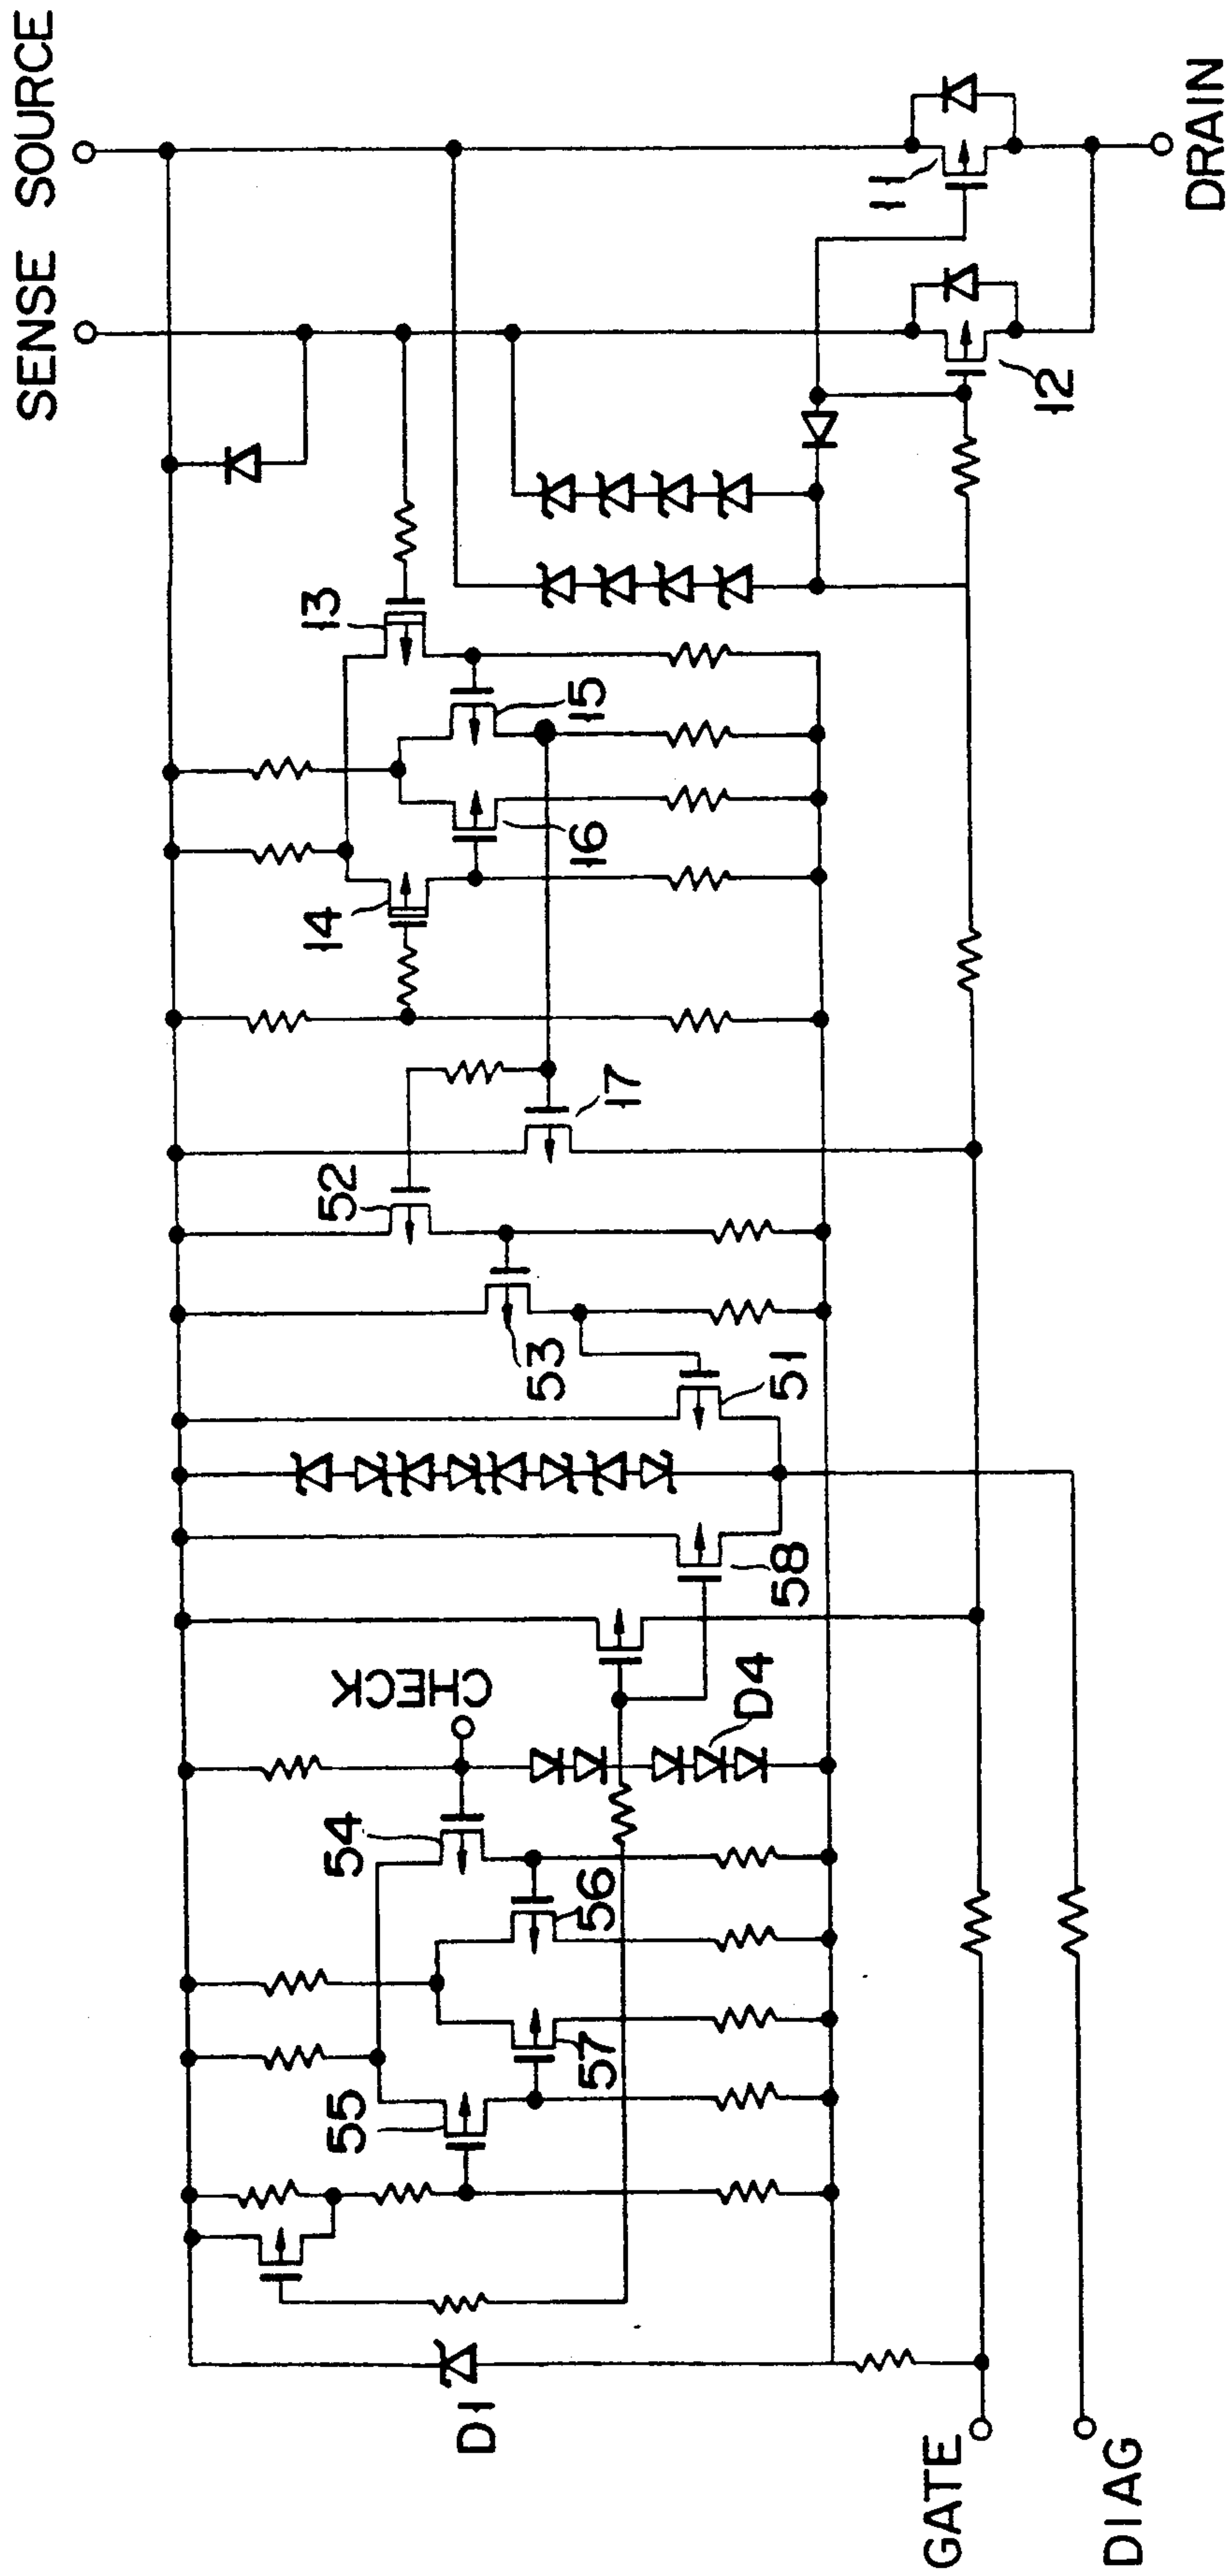 SENSE SOURCE
11
12
DRAIN
13
15
16
14
17
52
53
51
58
CHECK
D4
54
56
57
55
D1
GATE
DIAG